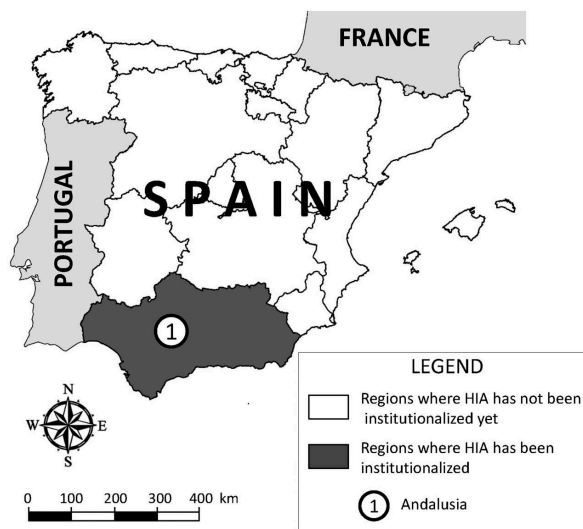 FRANCE
SPAIN
PORTUGAL
1
N
W E
S
0 100 200 300 400 km
LEGEND
Regions where HIA has not been
institutionalized yet
Regions where HIA has been
institutionalized
1 Andalusia